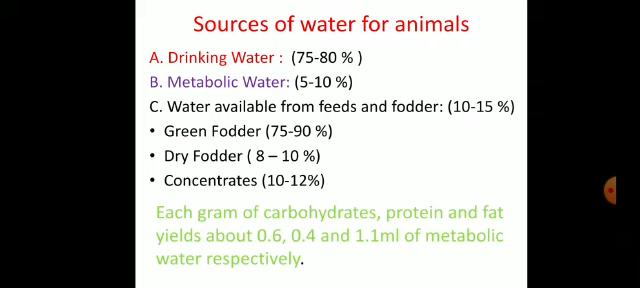 Sources of water for animals
A. Drinking Water : (75-80 % )
B. Metabolic Water: (5-10 %)
C. Water available from feeds and fodder: (10-15 %)
• Green Fodder (75-90 %)
• Dry Fodder ( 8 – 10 %)
• Concentrates (10-12%)
Each gram of carbohydrates, protein and fat
yields about 0.6, 0.4 and 1.1ml of metabolic
water respectively.